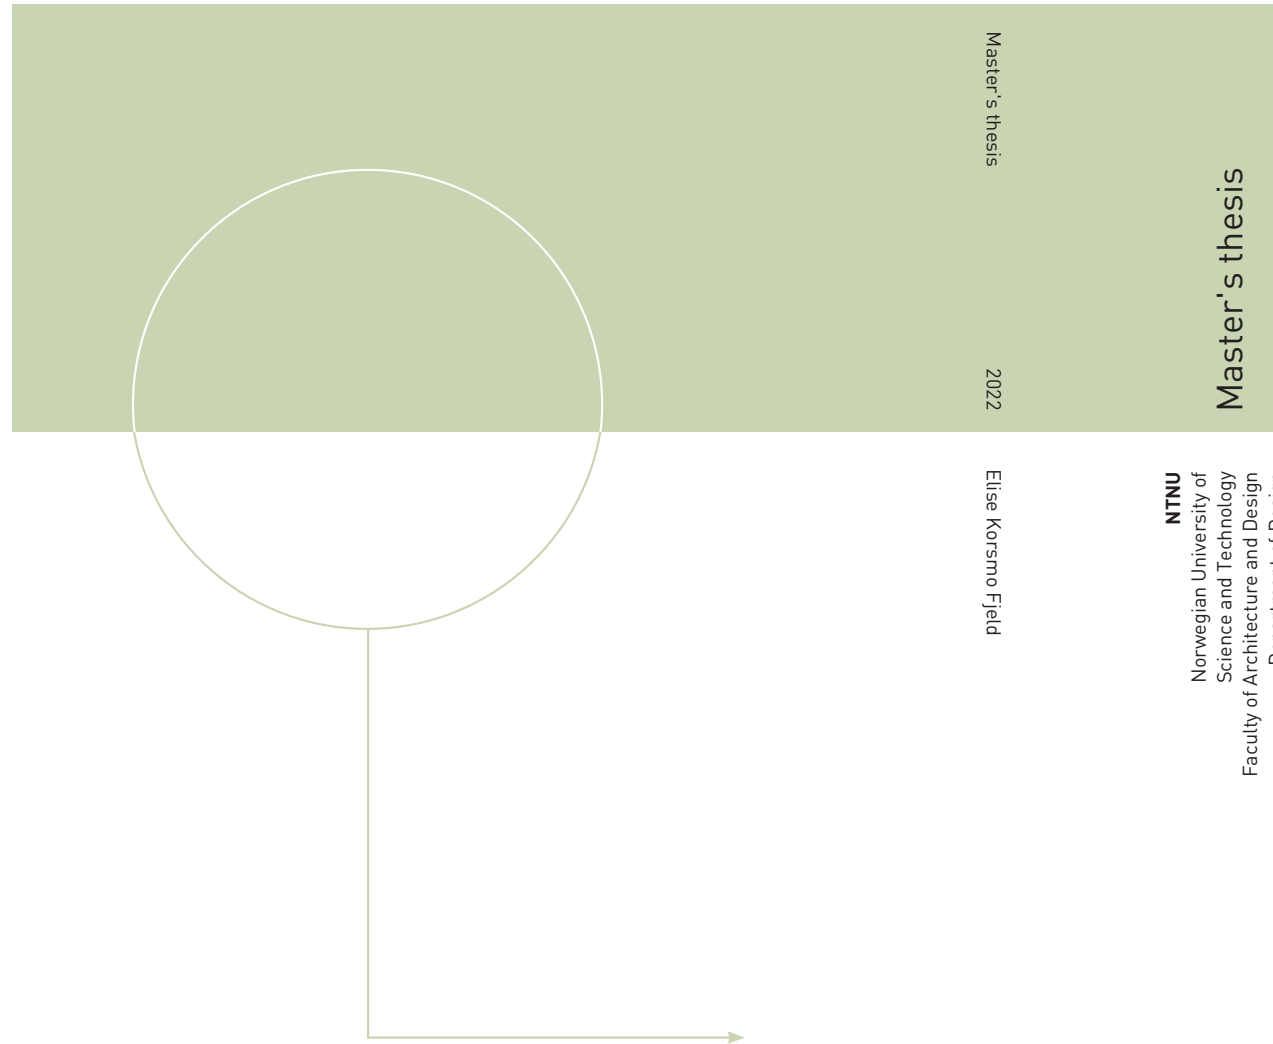 Master's thesis
2022
Elise Korsmo Fjeld
Master's thesis
NTNU
Norwegian University of
Science and Technology
Faculty of Architecture and Design